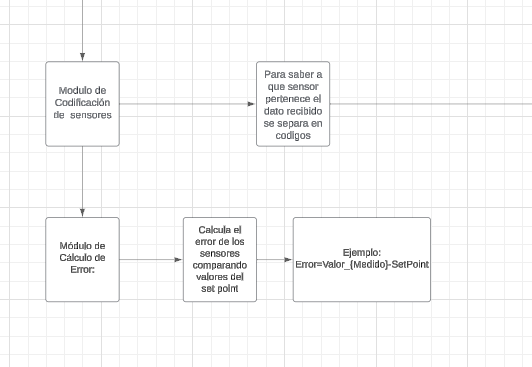 Modulo de
Codificación
de sensores
Para saber a
que sensor
pertenece el
dato recibido
se separa en
codigos
Módulo de
Cálculo de
Error:
Calcula el
error de los
sensores
comparando
valores del
set point
Ejemplo:
Error=Valor_{Medido}-SetPoint